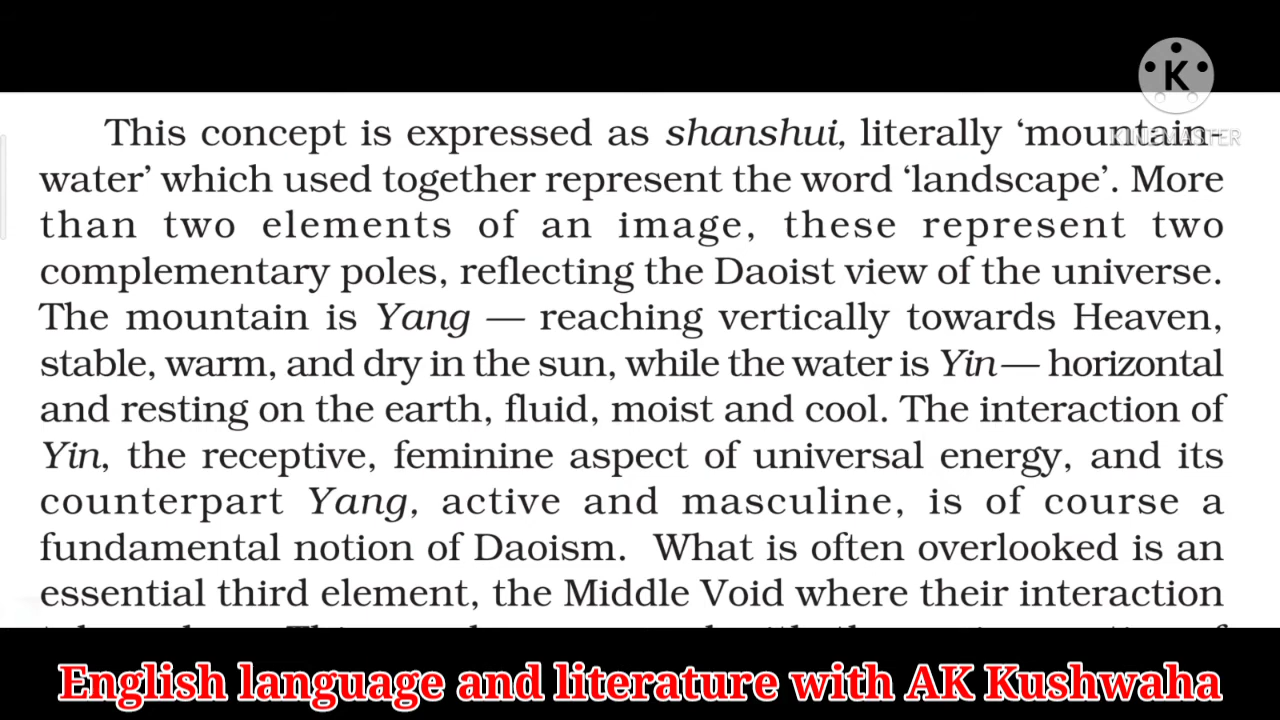 K
KINEMASTER
This concept is expressed as shanshui, literally ‘mountain-
water’ which used together represent the word ‘landscape’. More
than two elements of an image, these represent two
complementary poles, reflecting the Daoist view of the universe.
The mountain is Yang — reaching vertically towards Heaven,
stable, warm, and dry in the sun, while the water is Yin — horizontal
and resting on the earth, fluid, moist and cool. The interaction of
Yin, the receptive, feminine aspect of universal energy, and its
counterpart Yang, active and masculine, is of course a
fundamental notion of Daoism. What is often overlooked is an
essential third element, the Middle Void where their interaction
English language and literature with AK Kushwaha